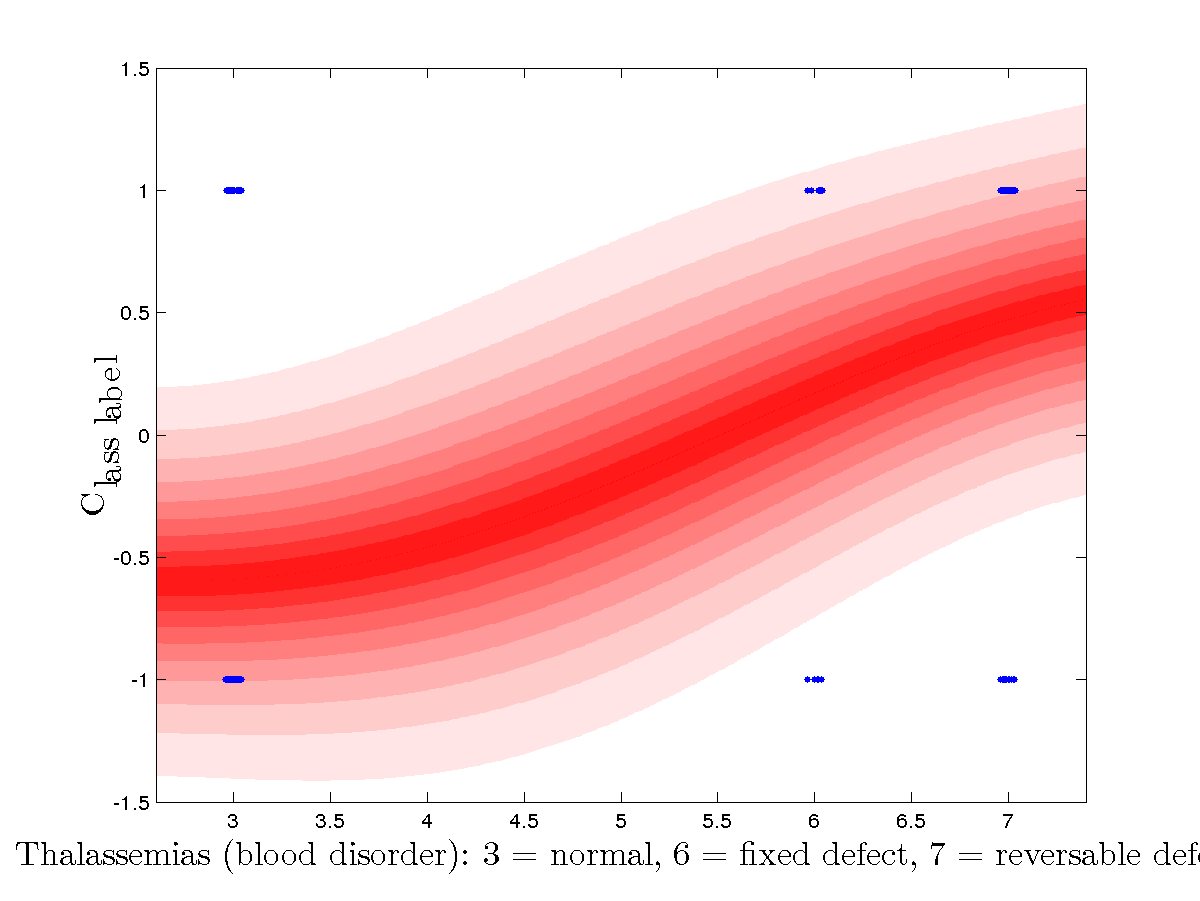 1.5
1
0.5
0
-0.5
-1
-1.5
Class label
3 3.5 4 4.5 5 5.5 6 6.5 7
Thalassemias (blood disorder): 3 = normal, 6 = fixed defect, 7 = reversable def